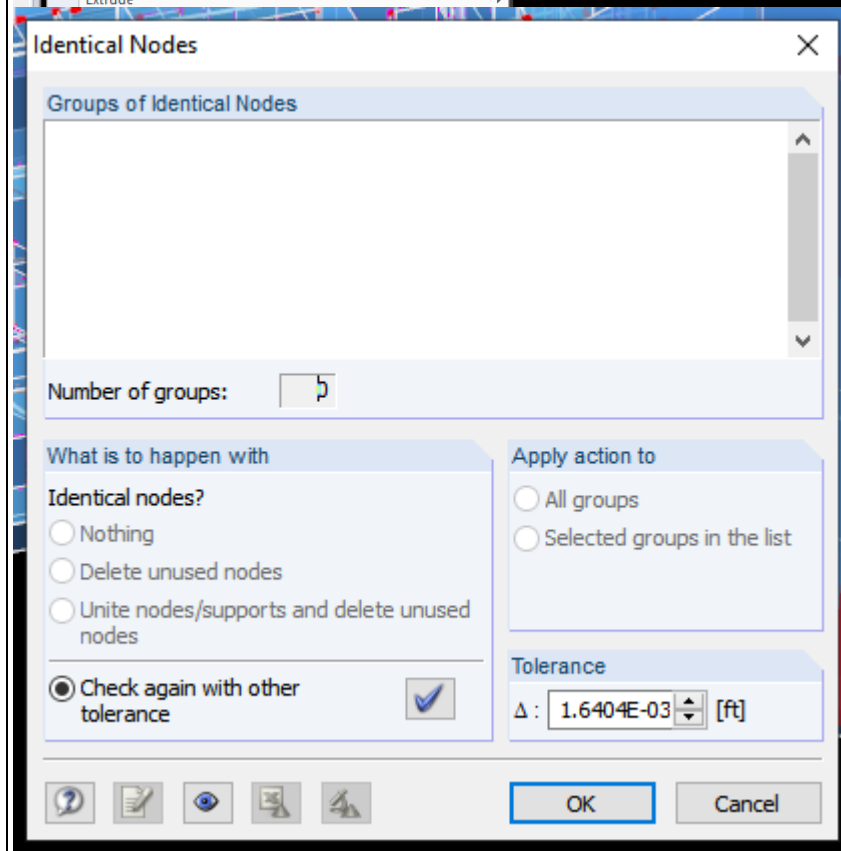 Extrude
Identical Nodes
Groups of Identical Nodes
Number of groups:
What is to happen with
Identical nodes?
Nothing
Delete unused nodes
Unite nodes/supports and delete unused
nodes
Check again with other
tolerance
Apply action to
All groups
Selected groups in the list
Tolerance
Δ : 1.6404E-03 [ft]
OK
Cancel